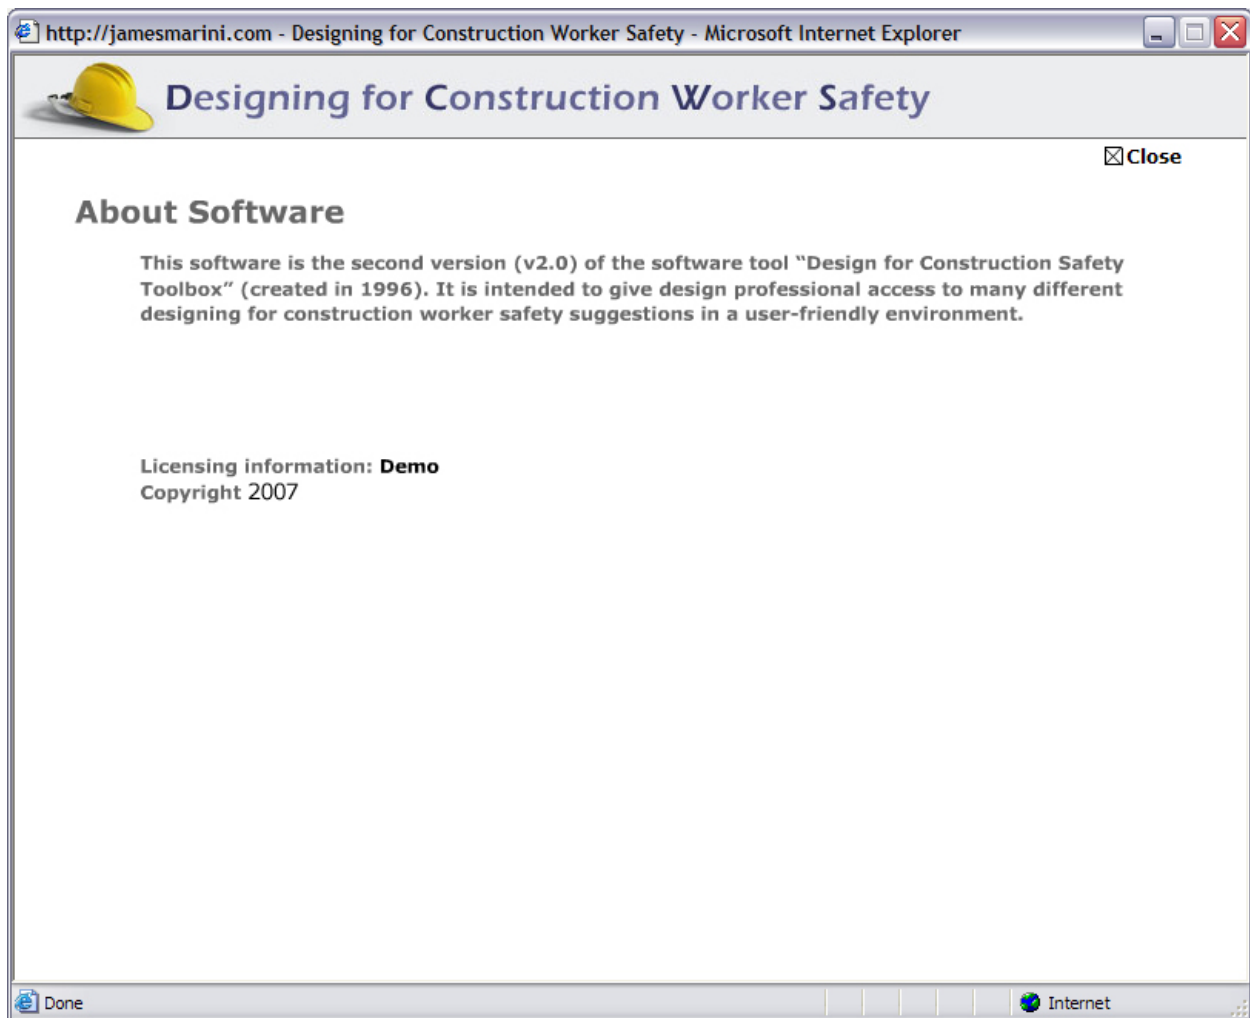 http://jamesmarini.com - Designing for Construction Worker Safety - Microsoft Internet Explorer
Designing for Construction Worker Safety
Close
About Software
This software is the second version (v2.0) of the software tool “Design for Construction Safety
Toolbox” (created in 1996). It is intended to give design professional access to many different
designing for construction worker safety suggestions in a user-friendly environment.
Licensing information: Demo
Copyright 2007
Done
Internet